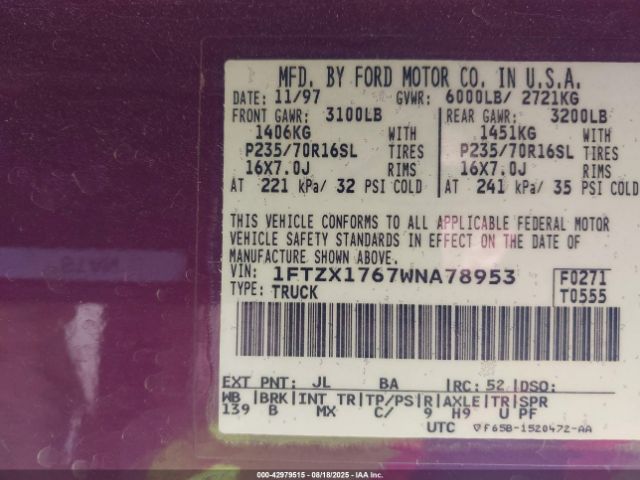 MFD. BY FORD MOTOR CO. IN U.S.A.
DATE: 11/97 GVWR: 6000LB/ 2721KG
FRONT GAWR: 3100LB REAR GAWR: 3200LB
1406KG WITH 1451KG WITH
P235/70R16SL TIRES P235/70R16SL TIRES
16X7.0J RIMS 16X7.0J RIMS
AT 221 kPa/ 32 PSI COLD AT 241 kPa/ 35 PSI COLD
THIS VEHICLE CONFORMS TO ALL APPLICABLE FEDERAL MOTOR
VEHICLE SAFETY STANDARDS IN EFFECT ON THE DATE OF
MANUFACTURE SHOWN ABOVE.
VIN: 1FTZX1767WNA78953 F0271
TYPE: TRUCK T0555
EXT PNT: JL BA RC: 52 DSO:
WB BRK INT TR TP/PS R AXLE TR SPR
139 B MX C/ 9 H9 U PF
UTC F65B-1520472-AA
000-42979515 - 08/18/2025 - IAA Inc.